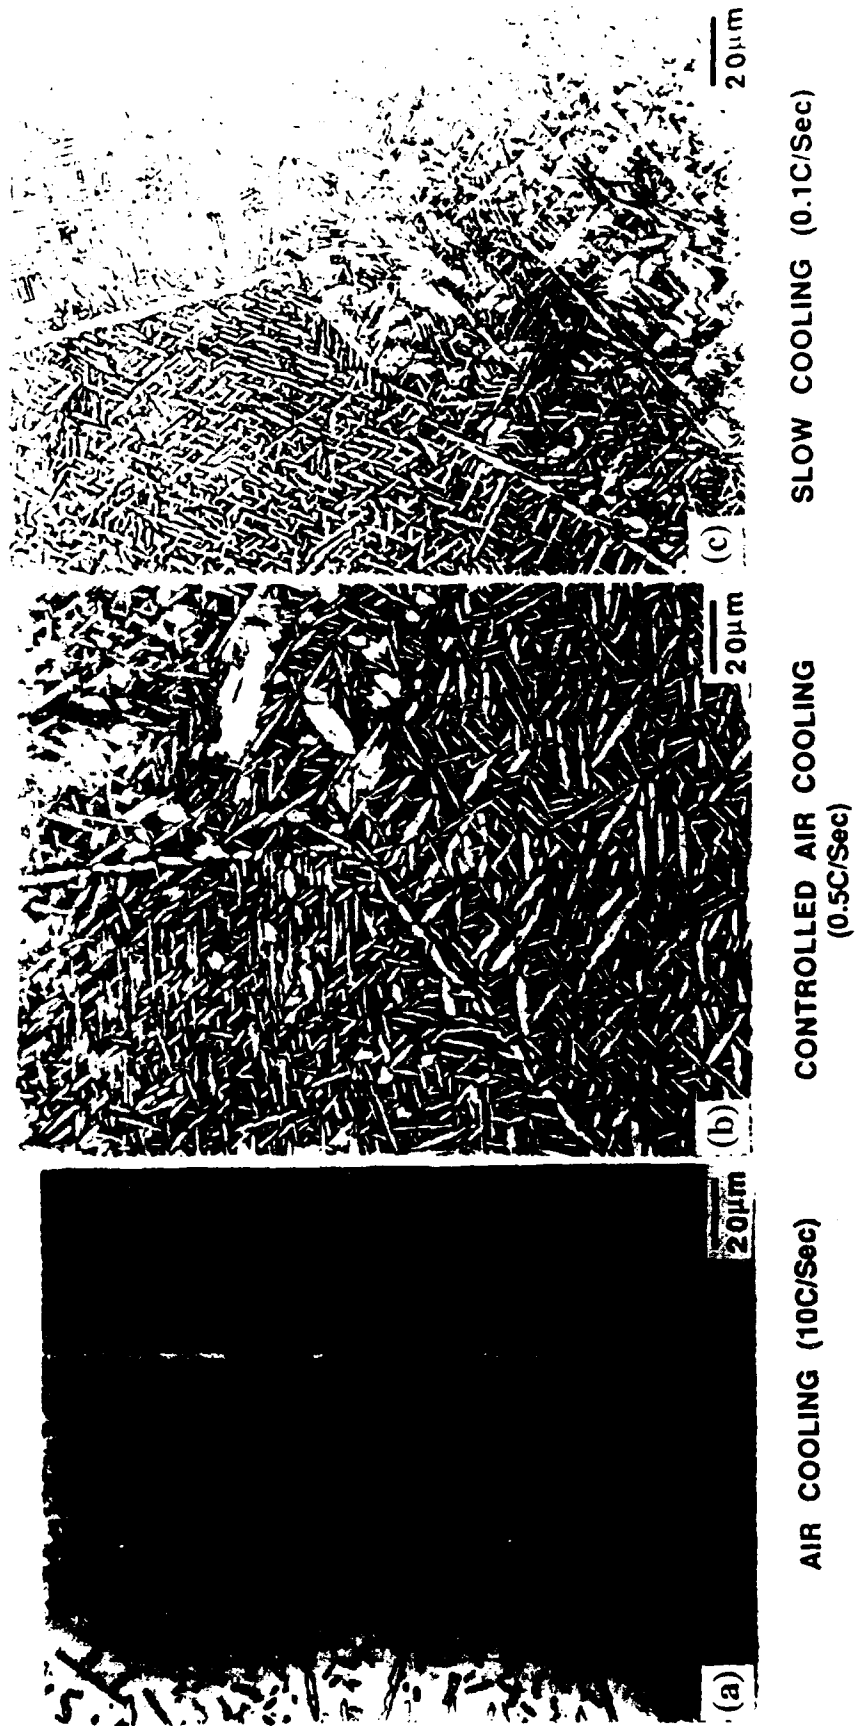 (a)
20μm
AIR COOLING (10C/Sec)
(b)
20μm
CONTROLLED AIR COOLING
(0.5C/Sec)
(c)
20μm
SLOW COOLING (0.1C/Sec)